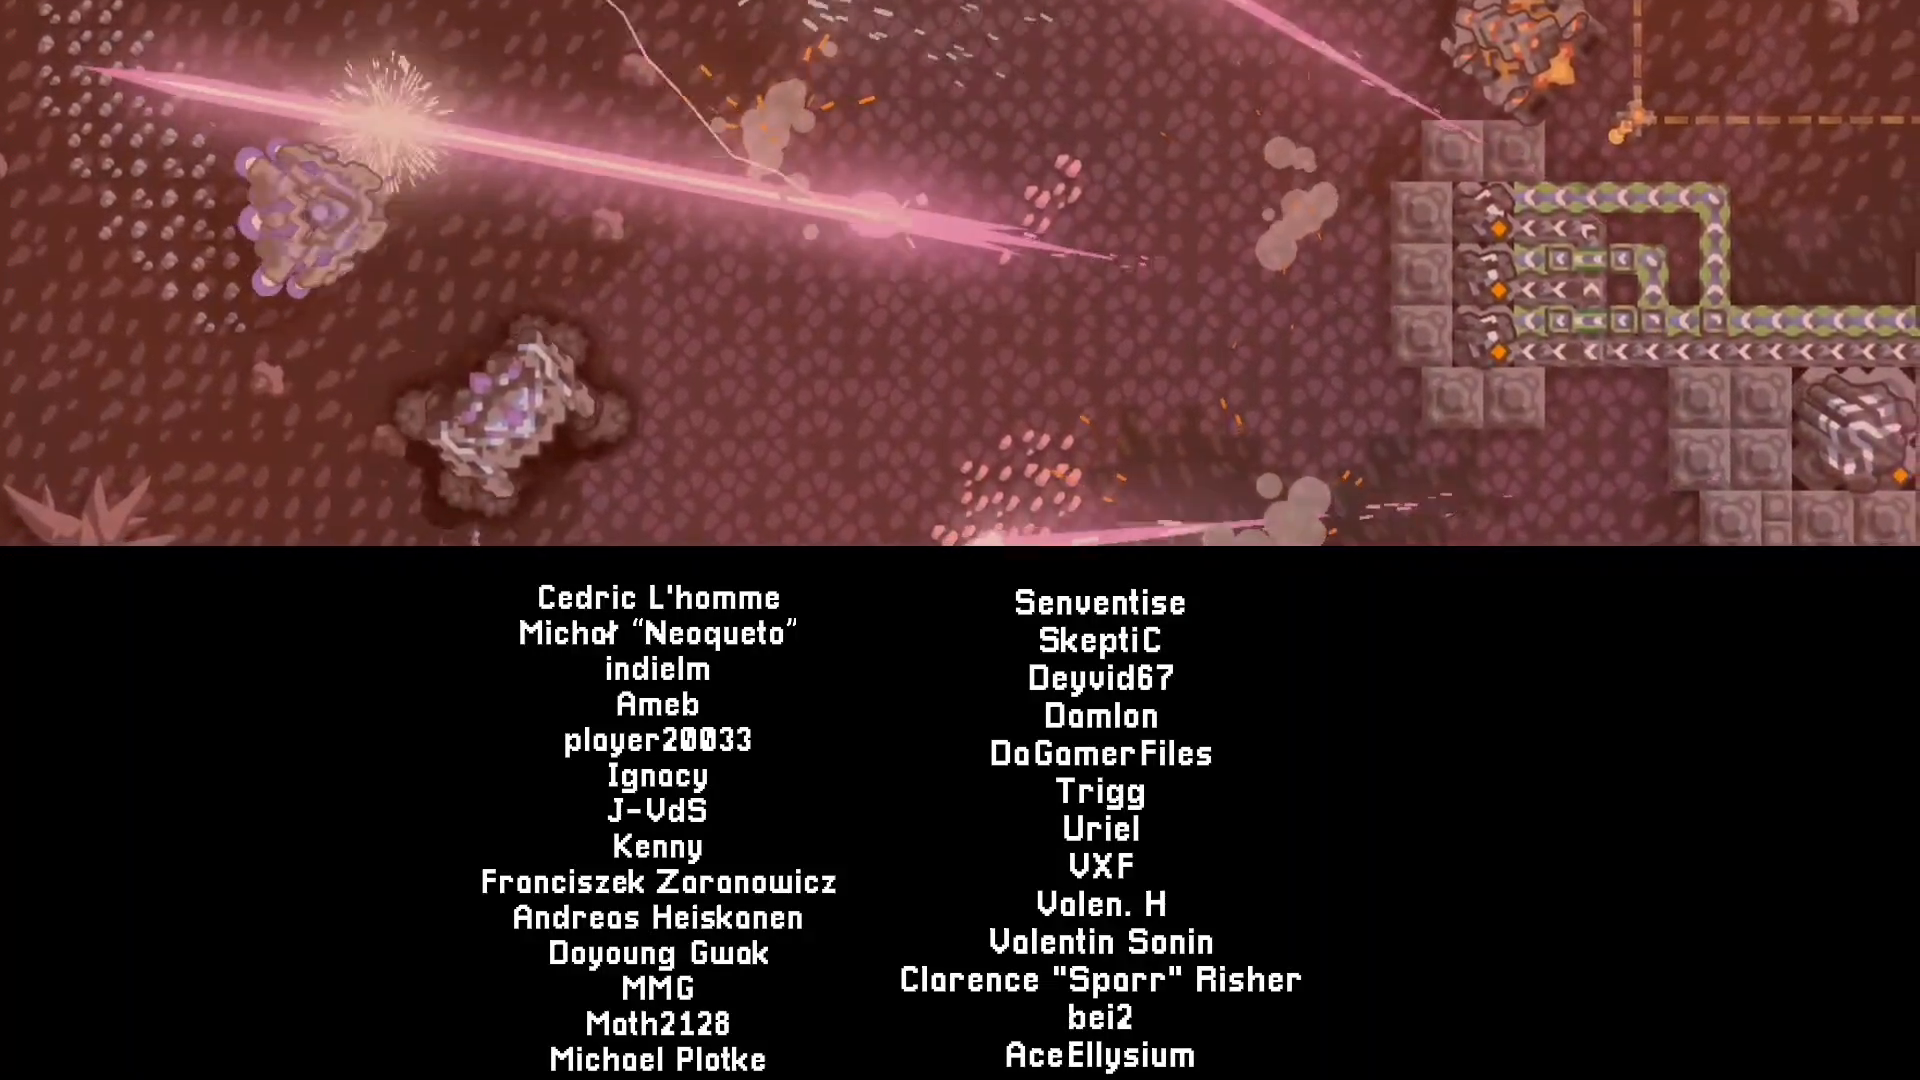 Cedric L'homme
Michał “Neoqueto”
indielm
Ameb
player20033
Ignacy
J-VdS
Kenny
Franciszek Zaranowicz
Andreas Heiskanen
Doyoung Gwak
MMG
Math2128
Michael Plotke
Senventise
SkeptiC
Deyvid67
Damlon
DaGamerFiles
Trigg
Uriel
VXF
Valen. H
Valentin Sonin
Clarence "Sparr" Risher
bei2
AceEllysium